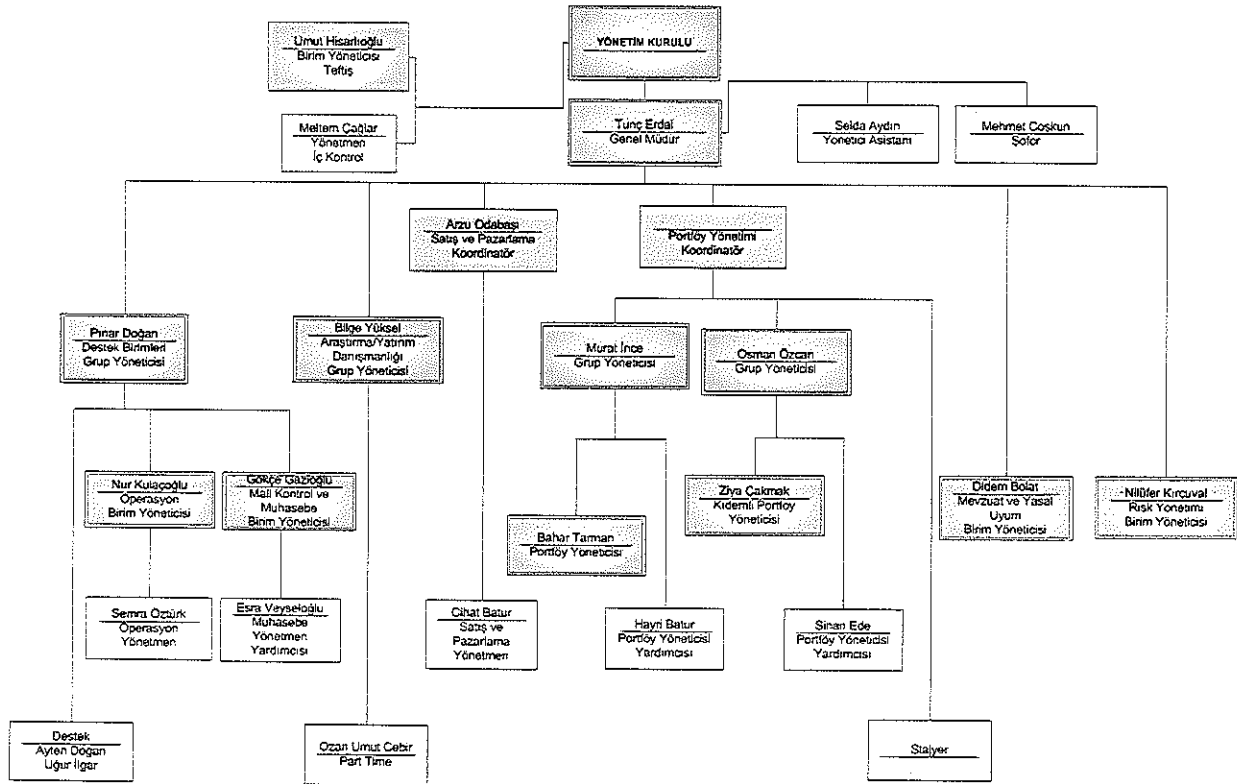 Umut Hisarlıoğlu
Birim Yöneticisi
Teftiş
YÖNETİM KURULU
Meltem Çağlar
Yönetmen
İç Kontrol
Tunç Erdal
Genel Müdür
Selda Aydın
Yönetici Asistanı
Mehmet Coşkun
Şoför
Arzu Odabaşı
Satış ve Pazarlama
Koordinatör
Portföy Yönetimi
Koordinatör
Pınar Doğan
Destek Birimleri
Grup Yöneticisi
Bilge Yüksel
Araştırma/Yatırım
Danışmanlığı
Grup Yöneticisi
Murat İnce
Grup Yöneticisi
Osman Özcan
Grup Yöneticisi
Nur Kulaçoğlu
Operasyon
Birim Yöneticisi
Gökçe Gazioğlu
Mali Kontrol ve
Muhasebe
Birim Yöneticisi
Bahar Tarman
Portföy Yöneticisi
Ziya Çakmak
Kıdemli Portföy
Yöneticisi
Didem Bolat
Mevzuat ve Yasal
Uyum
Birim Yöneticisi
Nilüfer Kırcuval
Risk Yönetimi
Birim Yöneticisi
Semra Öztürk
Operasyon
Yönetmen
Esra Veyseloğlu
Muhasebe
Yönetmen
Yardımcısı
Cihat Batur
Satış ve
Pazarlama
Yönetmen
Hayri Batur
Portföy Yöneticisi
Yardımcısı
Sinan Ede
Portföy Yöneticisi
Yardımcısı
Destek
Ayten Doğan
Uğur İlgar
Ozan Umut Cebir
Part Time
Stajyer